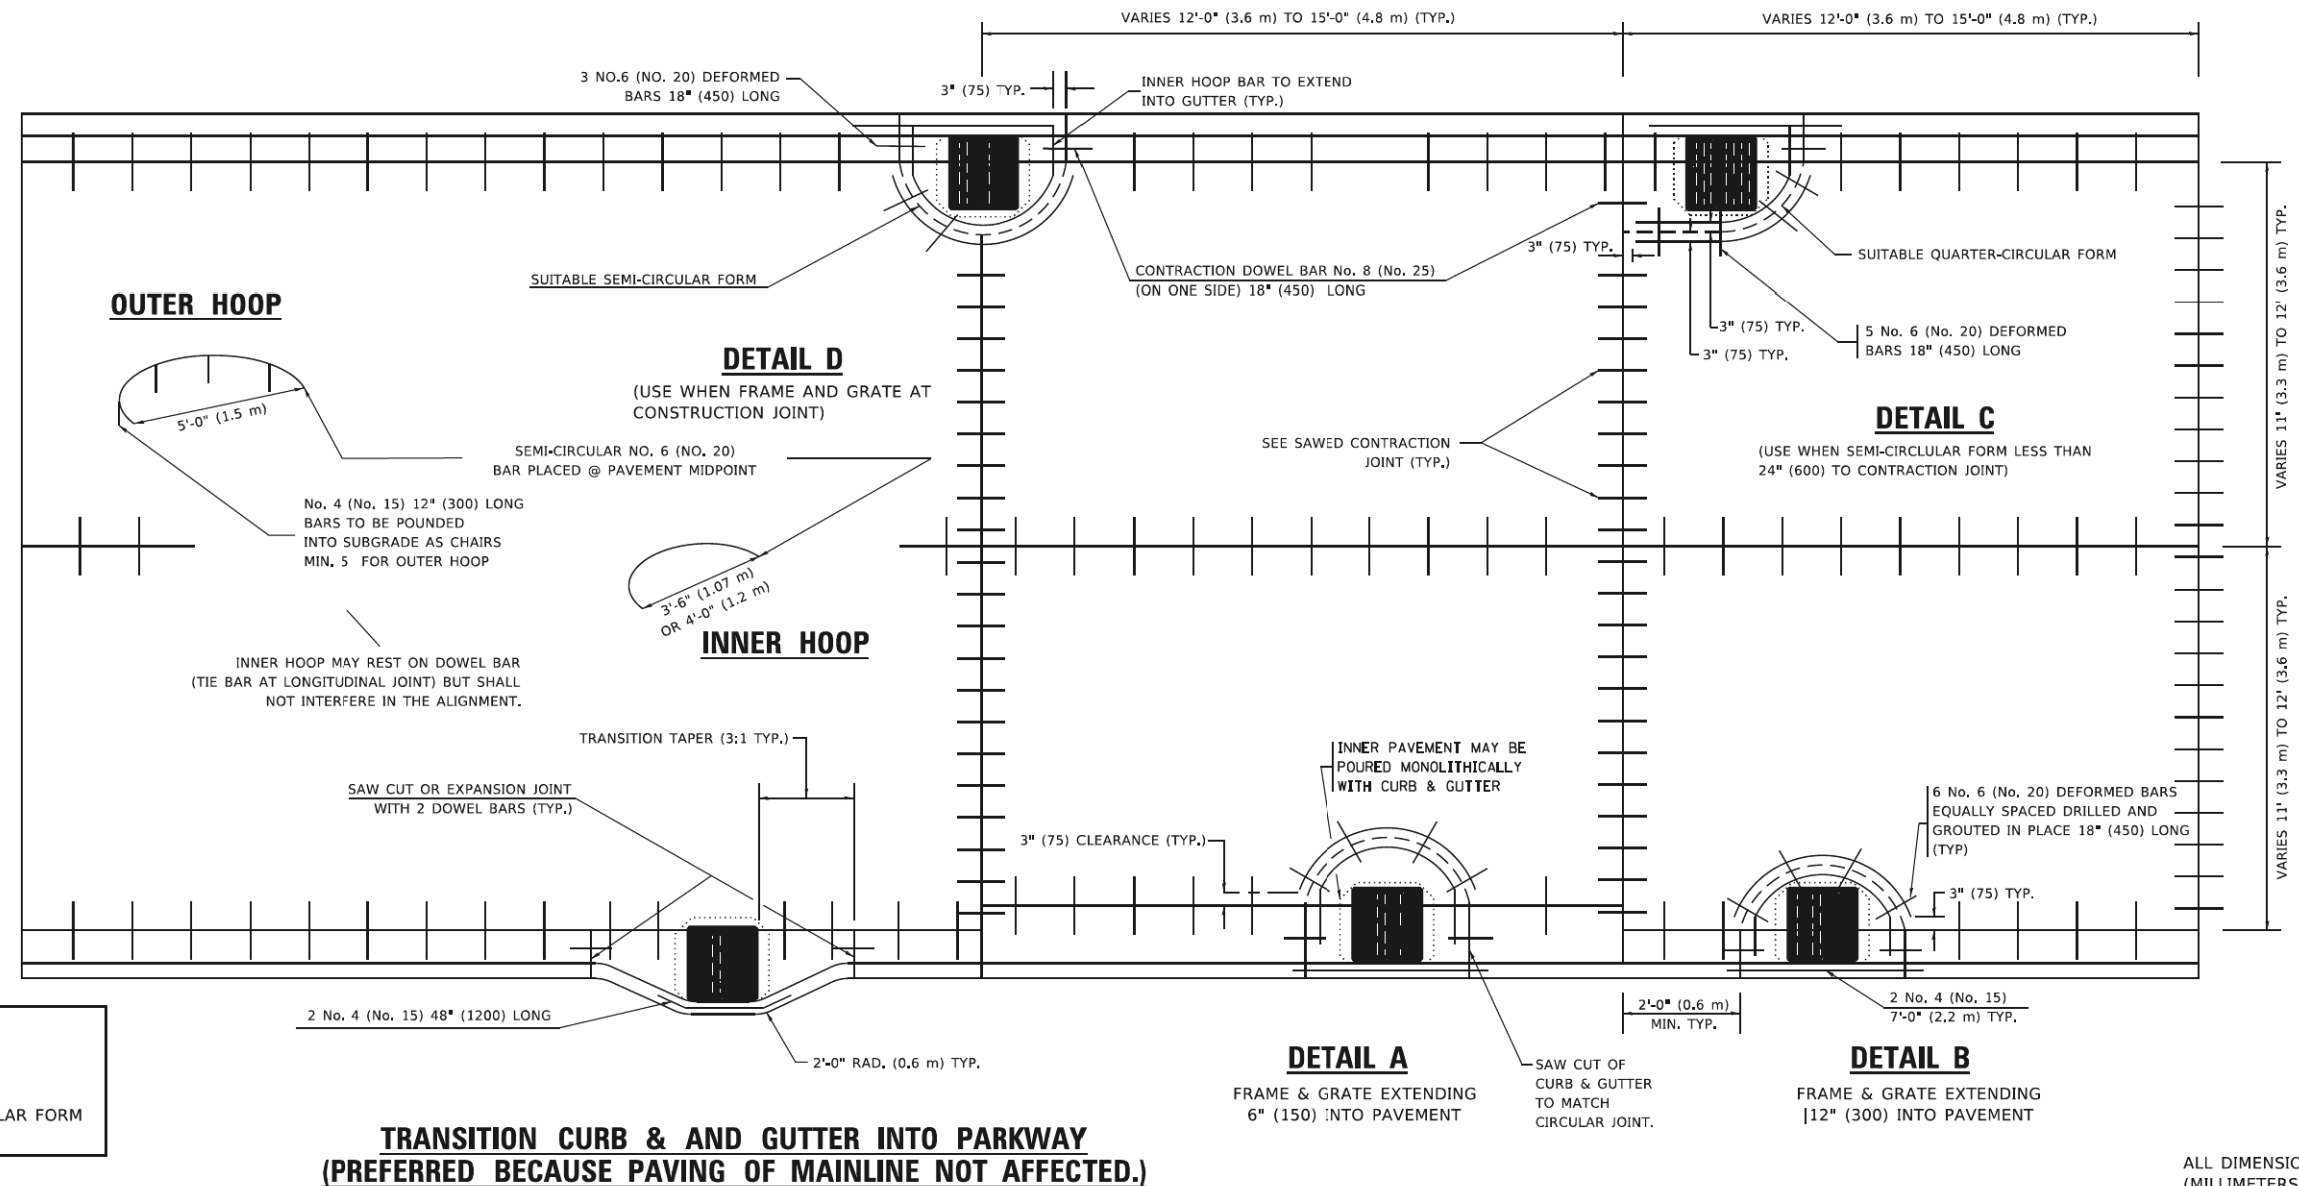 VARIES 12'-0" (3.6 m) TO 15'-0" (4.8 m) (TYP.)
VARIES 12'-0" (3.6 m) TO 15'-0" (4.8 m) (TYP.)
3 NO.6 (NO. 20) DEFORMED
BARS 18" (450) LONG
3" (75) TYP.
INNER HOOP BAR TO EXTEND
INTO GUTTER (TYP.)
SUITABLE SEMI-CIRCULAR FORM
CONTRACTION DOWEL BAR No. 8 (No. 25)
(ON ONE SIDE) 18" (450) LONG
3" (75) TYP.
SUITABLE QUARTER-CIRCULAR FORM
3" (75) TYP.
3" (75) TYP.
5 No. 6 (No. 20) DEFORMED
BARS 18" (450) LONG
VARIES 11" (3.3 m) TO 12' (3.6 m) TYP.
OUTER HOOP
5'-0" (1.5 m)
DETAIL D
(USE WHEN FRAME AND GRATE AT
CONSTRUCTION JOINT)
SEMI-CIRCULAR NO. 6 (NO. 20)
BAR PLACED @ PAVEMENT MIDPOINT
SEE SAWED CONTRACTION
JOINT (TYP.)
DETAIL C
(USE WHEN SEMI-CIRCLULAR FORM LESS THAN
24" (600) TO CONTRACTION JOINT)
No. 4 (No. 15) 12" (300) LONG
BARS TO BE POUNDED
INTO SUBGRADE AS CHAIRS
MIN. 5 FOR OUTER HOOP
3'-6" (1.07 m)
OR 4'-0" (1.2 m)
INNER HOOP
INNER HOOP MAY REST ON DOWEL BAR
(TIE BAR AT LONGITUDINAL JOINT) BUT SHALL
NOT INTERFERE IN THE ALIGNMENT.
TRANSITION TAPER (3:1 TYP.)
SAW CUT OR EXPANSION JOINT
WITH 2 DOWEL BARS (TYP.)
INNER PAVEMENT MAY BE
POURED MONOLITHICALLY
WITH CURB & GUTTER
3" (75) CLEARANCE (TYP.)
6 No. 6 (No. 20) DEFORMED BARS
EQUALLY SPACED DRILLED AND
GROUTED IN PLACE 18" (450) LONG
(TYP)
3" (75) TYP.
VARIES 11' (3.3 m) TO 12' (3.6 m) TYP.
2 No. 4 (No. 15) 48" (1200) LONG
2'-0" RAD. (0.6 m) TYP.
2'-0" (0.6 m)
MIN. TYP.
2 No. 4 (No. 15)
7'-0" (2.2 m) TYP.
DETAIL A
FRAME & GRATE EXTENDING
6" (150) INTO PAVEMENT
SAW CUT OF
CURB & GUTTER
TO MATCH
CIRCULAR JOINT.
DETAIL B
FRAME & GRATE EXTENDING
12" (300) INTO PAVEMENT
LAR FORM
TRANSITION CURB & AND GUTTER INTO PARKWAY
(PREFERRED BECAUSE PAVING OF MAINLINE NOT AFFECTED.)
ALL DIMENSIO
(MILLIMETERS